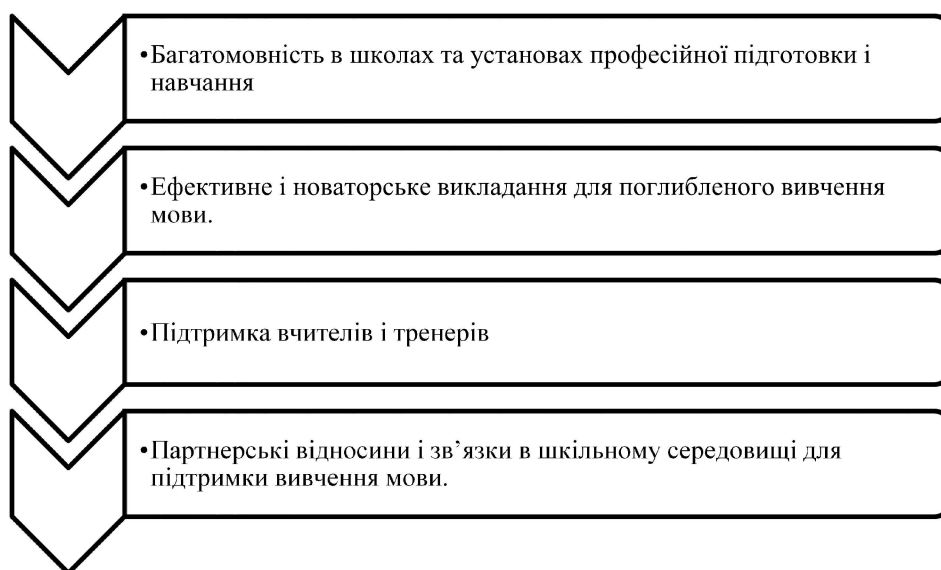 •Багатомовність в школах та установах професійної підготовки і
навчання
•Ефективне і новаторське викладання для поглибленого вивчення
мови.
•Підтримка вчителів і тренерів
•Партнерські відносини і зв’язки в шкільному середовищі для
підтримки вивчення мови.